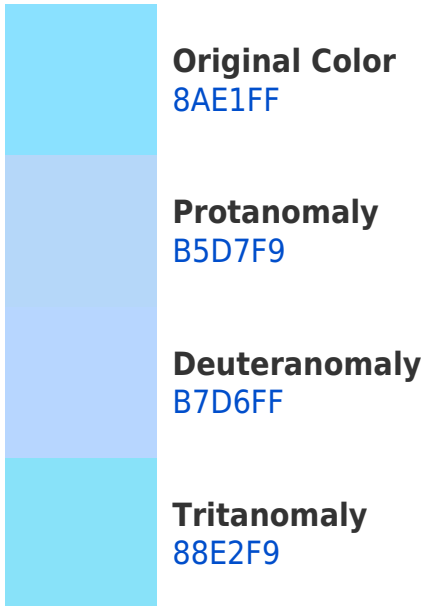 Original Color
8AE1FF
Protanomaly
B5D7F9
Deuteranomaly
B7D6FF
Tritanomaly
88E2F9